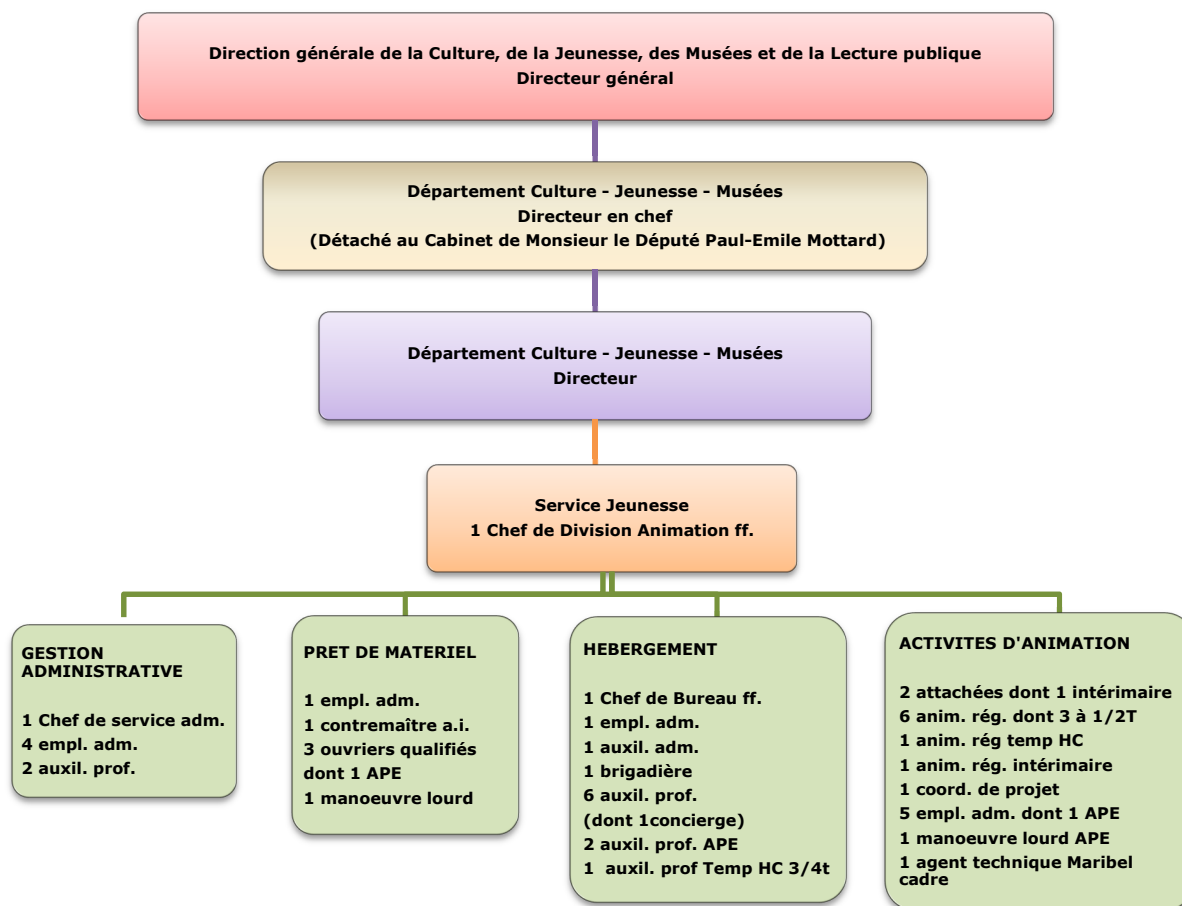 Direction générale de la Culture, de la Jeunesse, des Musées et de la Lecture publique
Directeur général
Département Culture - Jeunesse - Musées
Directeur en chef
(Détaché au Cabinet de Monsieur le Député Paul-Emile Mottard)
Département Culture - Jeunesse - Musées
Directeur
Service Jeunesse
1 Chef de Division Animation ff.
GESTION
ADMINISTRATIVE
1 Chef de service adm.
4 empl. adm.
2 auxil. prof.
PRET DE MATERIEL
1 empl. adm.
1 contremaître a.i.
3 ouvriers qualifiés
dont 1 APE
1 manoeuvre lourd
HEBERGEMENT
1 Chef de Bureau ff.
1 empl. adm.
1 auxil. adm.
1 brigadière
6 auxil. prof.
(dont 1concierge)
2 auxil. prof. APE
1  auxil. prof Temp HC 3/4t
ACTIVITES D'ANIMATION
2 attachées dont 1 intérimaire
6 anim. rég. dont 3 à 1/2T
1 anim. rég temp HC
1 anim. rég. intérimaire
1 coord. de projet
5 empl. adm. dont 1 APE
1 manoeuvre lourd APE
1 agent technique Maribel
cadre